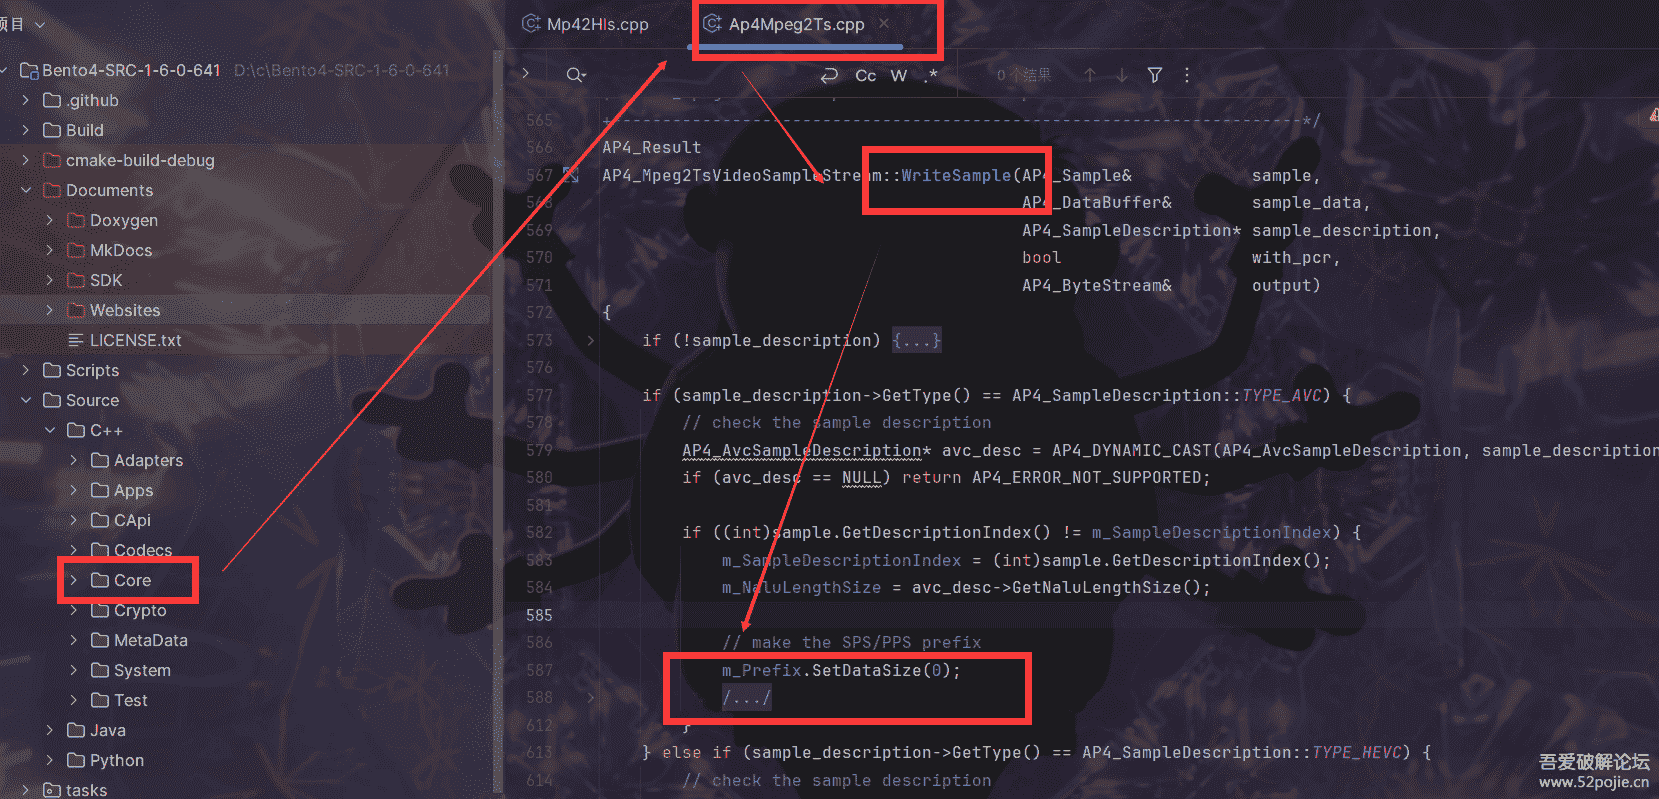 项目
Bento4-SRC-1-6-0-641 D:\c\Bento4-SRC-1-6-0-641
.github
Build
cmake-build-debug
Documents
Doxygen
MkDocs
SDK
Websites
LICENSE.txt
Scripts
Source
C++
Adapters
Apps
CApi
Codecs
Core
Crypto
MetaData
System
Test
Java
Python
tasks
Mp42Hls.cpp
Ap4Mpeg2Ts.cpp
Cc W .*
0 个结果
565 +---------------------------------------------------------------------*/
566 AP4_Result
567 AP4_Mpeg2TsVideoSampleStream::WriteSample(AP4_Sample& sample,
568 AP4_DataBuffer& sample_data,
569 AP4_SampleDescription* sample_description,
570 bool with_pcr,
571 AP4_ByteStream& output)
572 {
573 if (!sample_description) {...}
576
577 if (sample_description->GetType() == AP4_SampleDescription::TYPE_AVC) {
578 // check the sample description
579 AP4_AvcSampleDescription* avc_desc = AP4_DYNAMIC_CAST(AP4_AvcSampleDescription, sample_description
580 if (avc_desc == NULL) return AP4_ERROR_NOT_SUPPORTED;
581
582 if ((int)sample.GetDescriptionIndex() != m_SampleDescriptionIndex) {
583 m_SampleDescriptionIndex = (int)sample.GetDescriptionIndex();
584 m_NaluLengthSize = avc_desc->GetNaluLengthSize();
585
586 // make the SPS/PPS prefix
587 m_Prefix.SetDataSize(0);
588 /.../
612 }
613 } else if (sample_description->GetType() == AP4_SampleDescription::TYPE_HEVC) {
614 // check the sample description
吾爱破解论坛
www.52pojie.cn